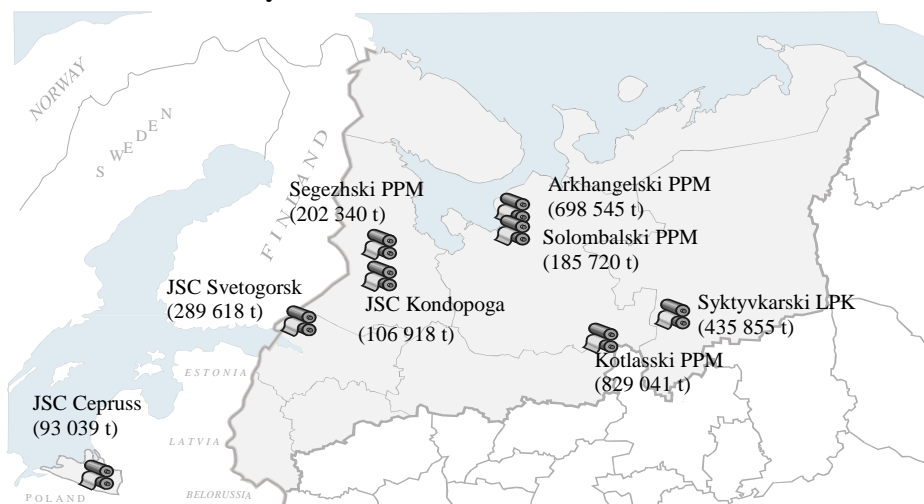 NORWAY
SWEDEN
FINLAND
Segezhski PPM
(202 340 t)
Arkhangelski PPM
(698 545 t)
Solombalski PPM
(185 720 t)
JSC Svetogorsk
(289 618 t)
JSC Kondopoga
(106 918 t)
Syktyvkarski LPK
(435 855 t)
Kotlasski PPM
(829 041 t)
ESTONIA
JSC Cepruss
(93 039 t)
LATVIA
POLAND
BELORUSSIA